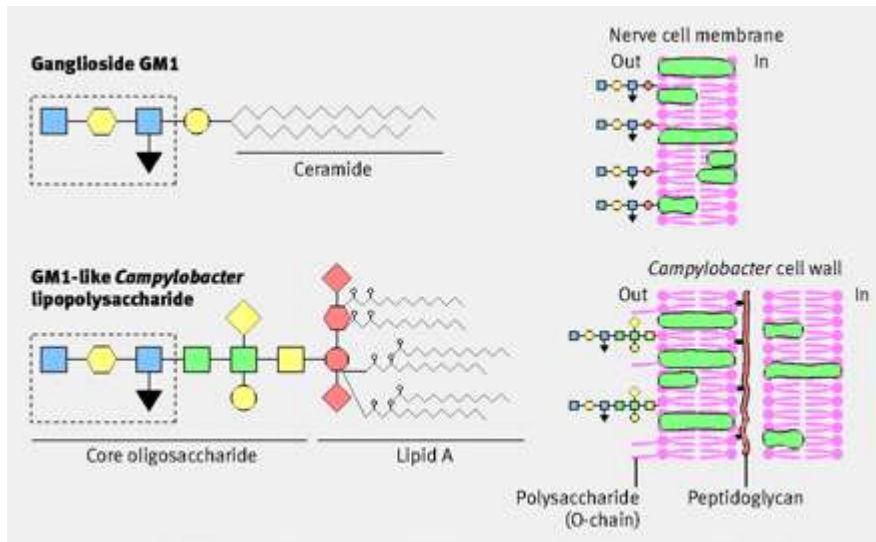 Ganglioside GM1
Ceramide
Nerve cell membrane
Out In
GM1-like Campylobacter
lipopolysaccharide
Core oligosaccharide
Lipid A
Campylobacter cell wall
Out In
Polysaccharide
(O-chain)
Peptidoglycan